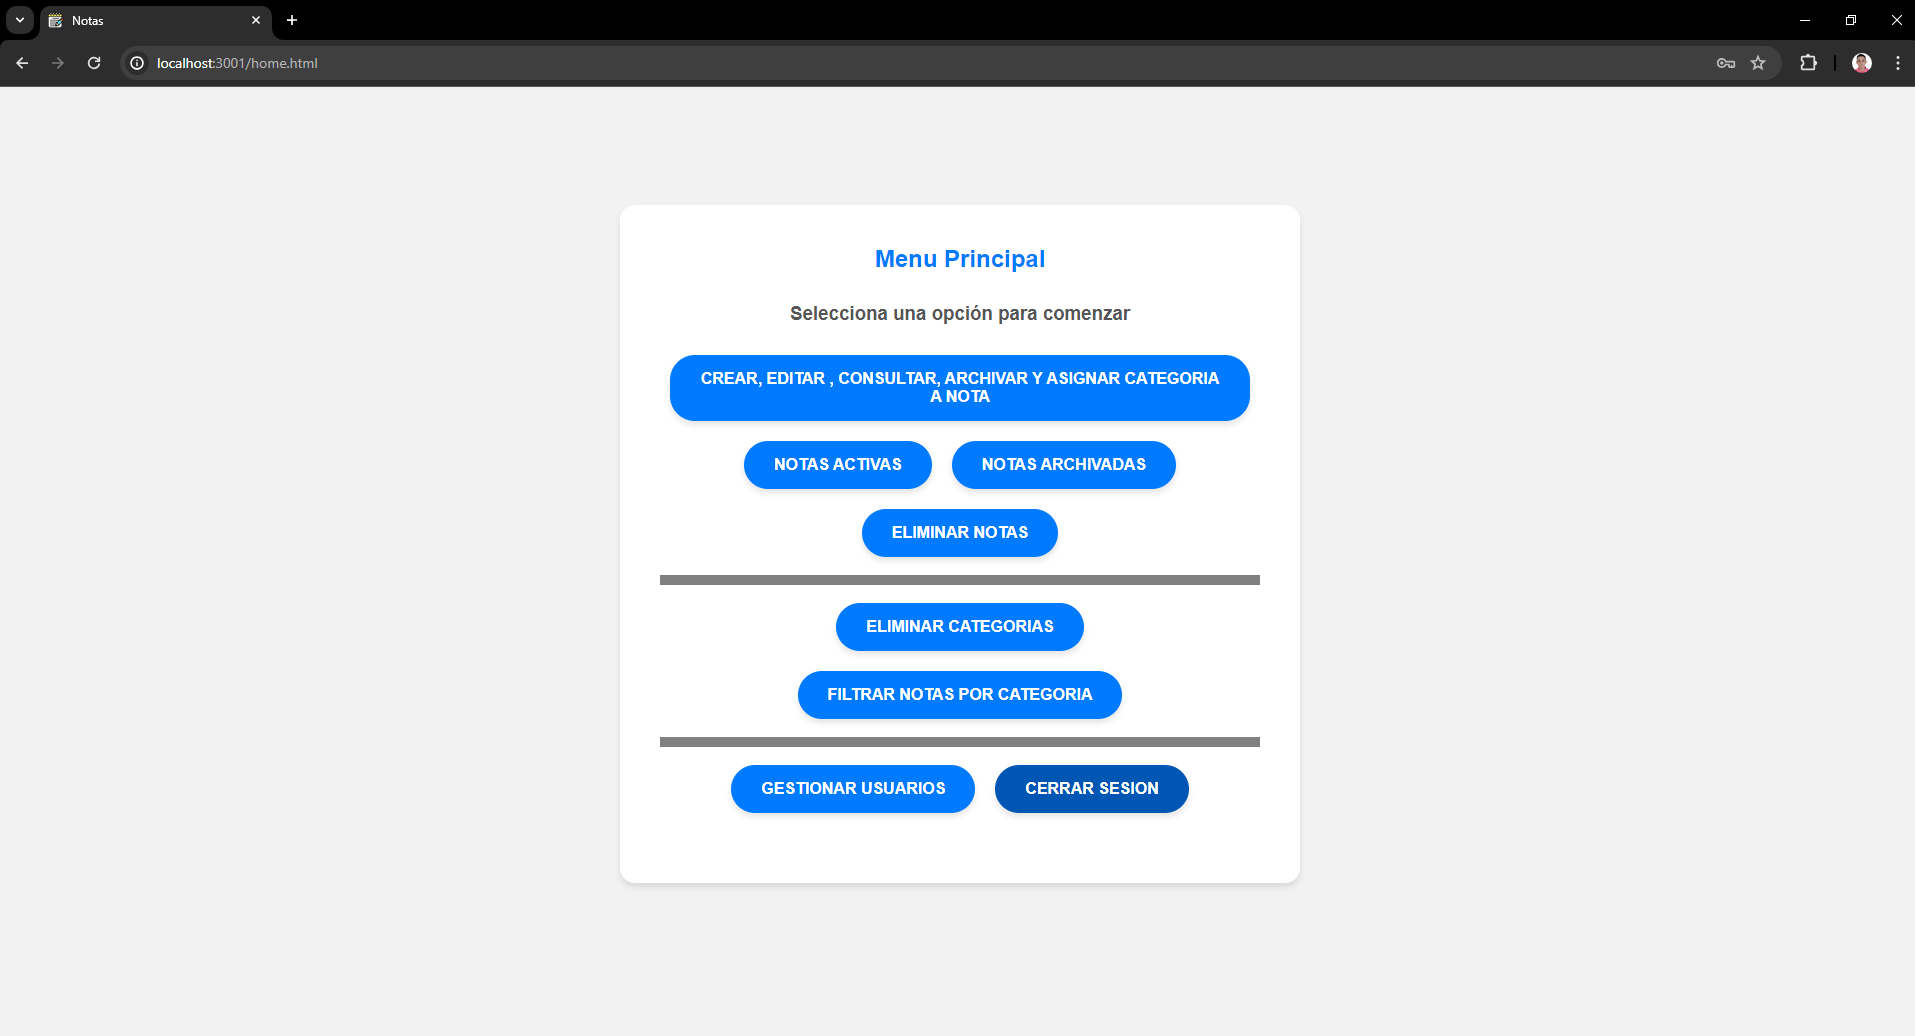 Notas
localhost:3001/home.html
Menu Principal
Selecciona una opción para comenzar
CREAR, EDITAR , CONSULTAR, ARCHIVAR Y ASIGNAR CATEGORIA
A NOTA
NOTAS ACTIVAS
NOTAS ARCHIVADAS
ELIMINAR NOTAS
ELIMINAR CATEGORIAS
FILTRAR NOTAS POR CATEGORIA
GESTIONAR USUARIOS
CERRAR SESION